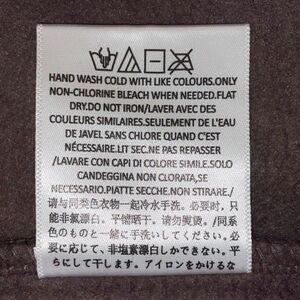 HAND WASH COLD WITH LIKE COLOURS.ONLY
NON-CHLORINE BLEACH WHEN NEEDED.FLAT
DRY.DO NOT IRON/LAVER AVEC DES
COULEURS SIMILAIRES.SEULEMENT DE L'EAU
DE JAVEL SANS CHLORE QUAND C'EST
NÉCESSAIRE.LIT SEC.NE PAS REPASSER
/LAVARE CON CAPI DI COLORE SIMILE.SOLO
CANDEGGINA NON CLORATA,SE
NECESSARIO.PIATTE SECCHE.NON STIRARE./
请与同类色衣物一起冷水手洗。必要时，只
能非氯漂白。平铺晒干。请勿熨烫。/同系
色のものと一緒に手洗いしてください。必
要に応じて、非塩素漂白しかできない。平
らにして干します。アイロンをかけるな